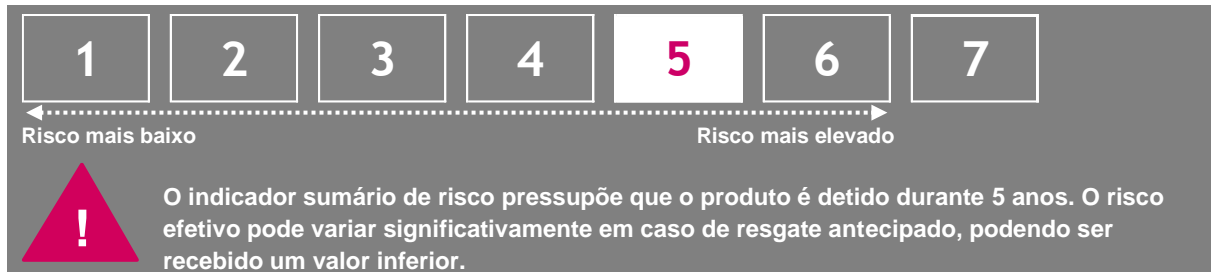 1 2 3 4 5 6 7
Risco mais baixo Risco mais elevado
! O indicador sumário de risco pressupõe que o produto é detido durante 5 anos. O risco
efetivo pode variar significativamente em caso de resgate antecipado, podendo ser
recebido um valor inferior.